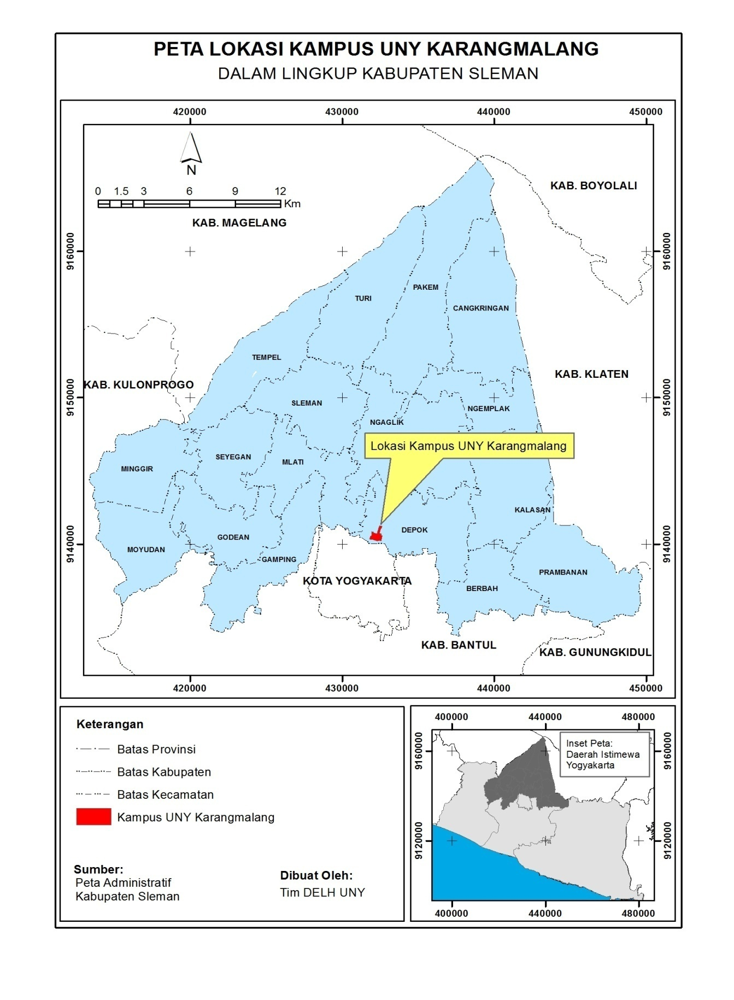 PETA LOKASI KAMPUS UNY KARANGMALANG
DALAM LINGKUP KABUPATEN SLEMAN
420000 430000 440000 450000
N
KAB. BOYOLALI
0 1.5 3 6 9 12
Km
KAB. MAGELANG
9160000 9160000
PAKEM
TURI
CANGKRINGAN
TEMPEL
KAB. KLATEN
KAB. KULONPROGO
9150000 9150000
SLEMAN
NGEMPLAK
NGAGLIK
Lokasi Kampus UNY Karangmalang
SEYEGAN
MLATI
MINGGIR
KALASAN
DEPOK
GODEAN
9140000 9140000
MOYUDAN
GAMPING
PRAMBANAN
KOTA YOGYAKARTA
BERBAH
KAB. BANTUL
KAB. GUNUNGKIDUL
420000 430000 440000 450000
Keterangan
Batas Provinsi
Batas Kabupaten
Batas Kecamatan
Kampus UNY Karangmalang
Sumber:
Peta Administratif
Kabupaten Sleman
Dibuat Oleh:
Tim DELH UNY
400000 440000 480000
Inset Peta:
Daerah Istimewa
Yogyakarta
9160000 9160000
9120000 9120000
400000 440000 480000